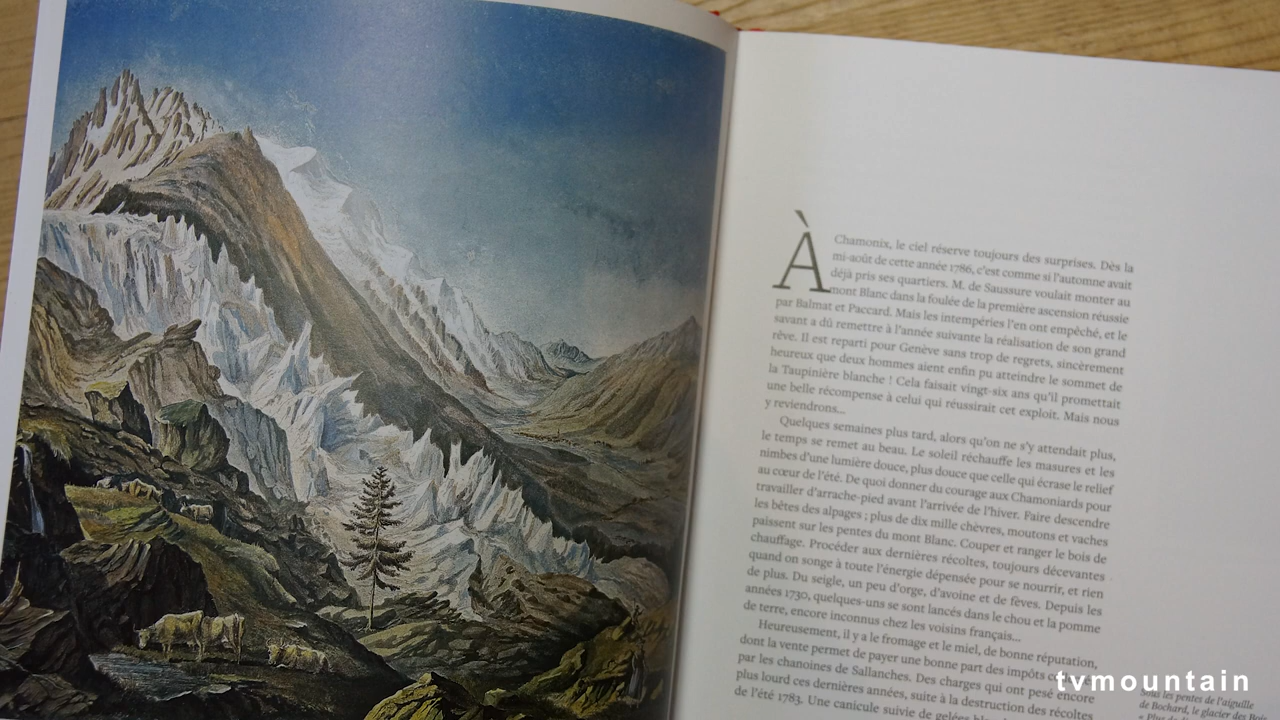 À
Chamonix, le ciel réserve toujours des surprises. Dès la
mi-août de cette année 1786, c'est comme si l'automne avait
déjà pris ses quartiers. M. de Saussure voulait monter au
mont Blanc dans la foulée de la première ascension réussie
par Balmat et Paccard. Mais les intempéries l'en ont empêché, et le
savant a dû remettre à l'année suivante la réalisation de son grand
rêve. Il est reparti pour Genève sans trop de regrets, sincèrement
heureux que deux hommes aient enfin pu atteindre le sommet de
la Taupinière blanche ! Cela faisait vingt-six ans qu'il promettait
une belle récompense à celui qui réussirait cet exploit. Mais nous
y reviendrons...
Quelques semaines plus tard, alors qu'on ne s'y attendait plus,
le temps se remet au beau. Le soleil réchauffe les masures et les
nimbes d'une lumière douce, plus douce que celle qui écrase le relief
au cœur de l'été. De quoi donner du courage aux Chamoniards pour
travailler d'arrache-pied avant l'arrivée de l'hiver. Faire descendre
les bêtes des alpages ; plus de dix mille chèvres, moutons et vaches
paissent sur les pentes du mont Blanc. Couper et ranger le bois de
chauffage. Procéder aux dernières récoltes, toujours décevantes
quand on songe à toute l'énergie dépensée pour se nourrir, et rien
de plus. Du seigle, un peu d'orge, d'avoine et de fèves. Depuis les
années 1730, quelques-uns se sont lancés dans le chou et la pomme
de terre, encore inconnus chez les voisins français...
Heureusement, il y a le fromage et le miel, de bonne réputation,
dont la vente permet de payer une bonne part des impôts
par les chanoines de Sallanches. Des charges qui ont pesé encore
plus lourd ces dernières années, suite à la destruction des récoltes
de l'été 1783. Une canicule suivie de gelées
tvmountain
Sous les pentes de l'aiguille
de Bochard, le glacier des Bois